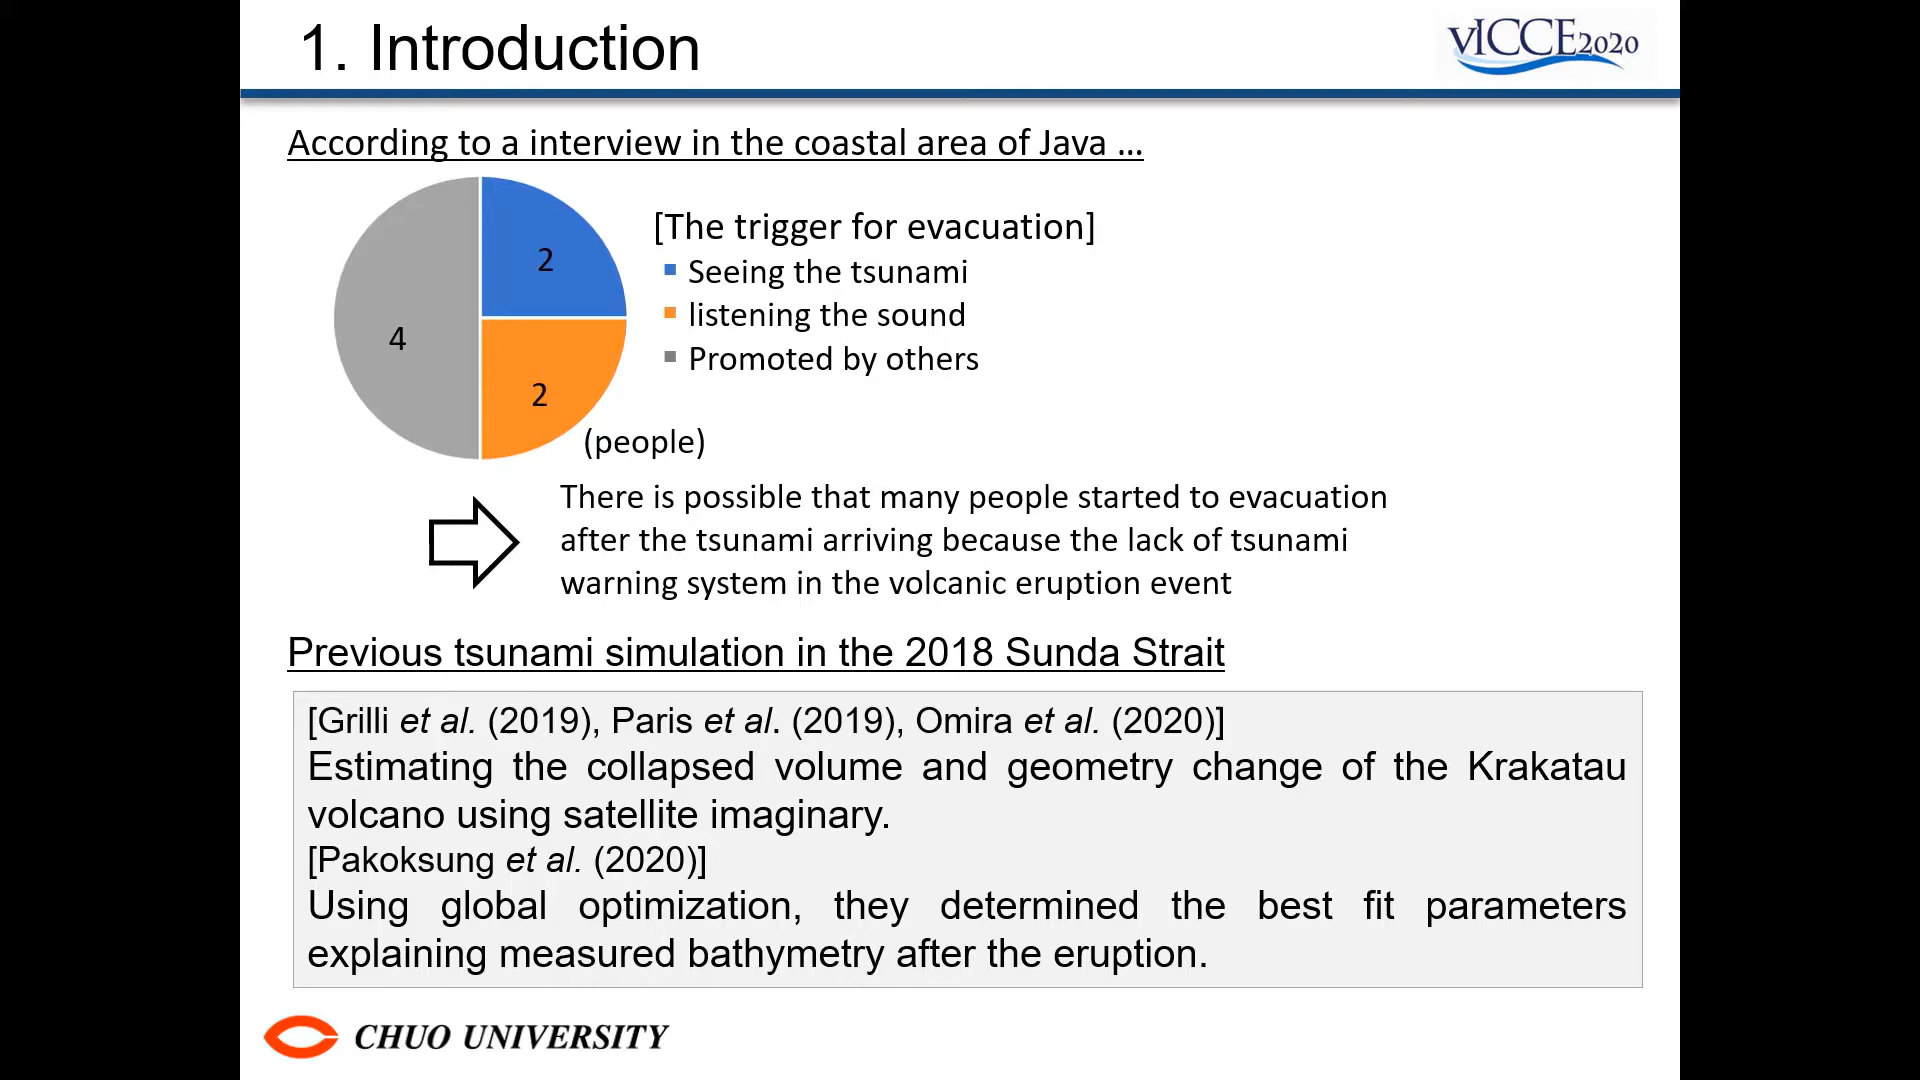 1. Introduction
vICCE2020
According to a interview in the coastal area of Java ...
2
4
2
(people)
[The trigger for evacuation]
Seeing the tsunami
listening the sound
Promoted by others
There is possible that many people started to evacuation
after the tsunami arriving because the lack of tsunami
warning system in the volcanic eruption event
Previous tsunami simulation in the 2018 Sunda Strait
[Grilli et al. (2019), Paris et al. (2019), Omira et al. (2020)]
Estimating the collapsed volume and geometry change of the Krakatau
volcano using satellite imaginary.
[Pakoksung et al. (2020)]
Using global optimization, they determined the best fit parameters
explaining measured bathymetry after the eruption.
CHUO UNIVERSITY